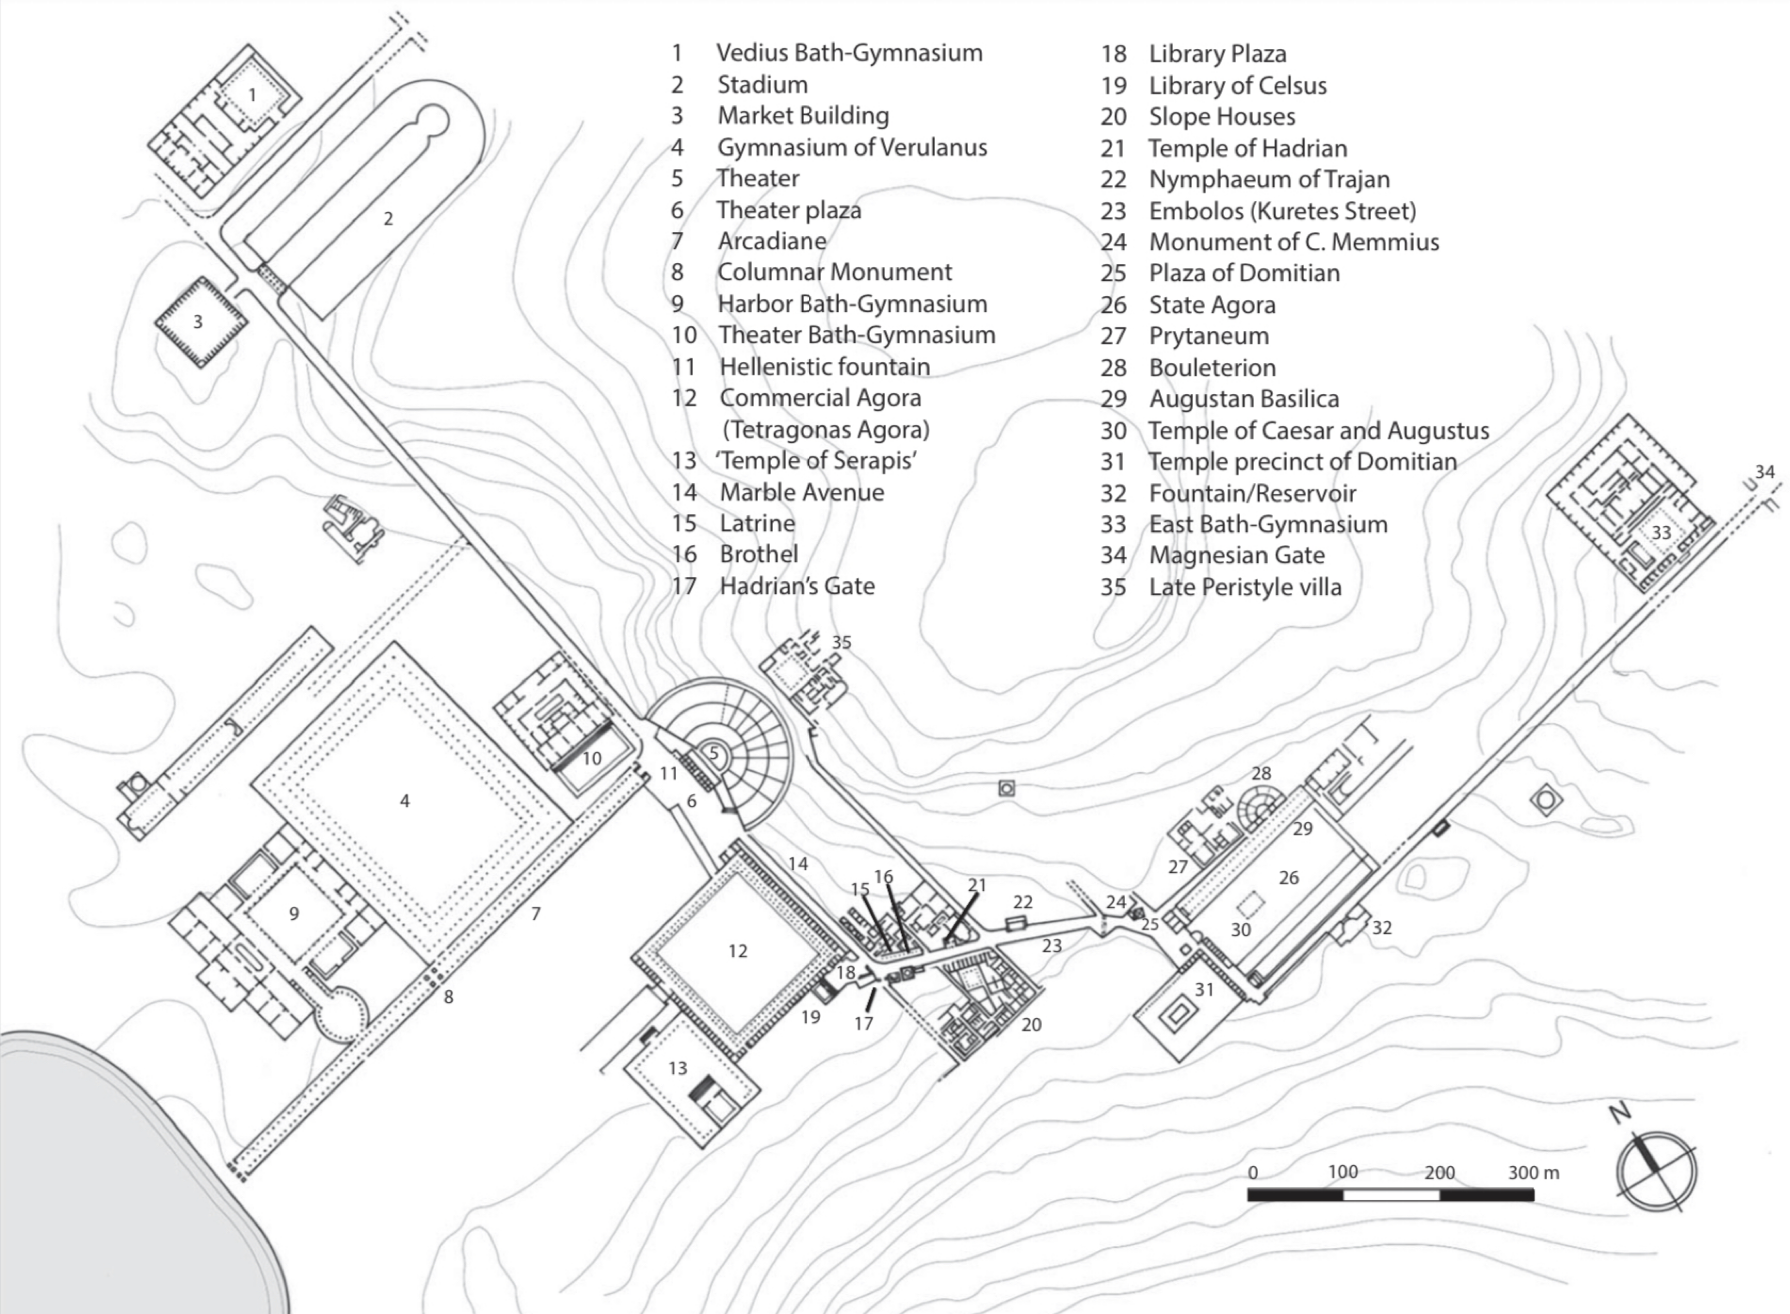 1 Vedius Bath-Gymnasium
2 Stadium
3 Market Building
4 Gymnasium of Verulanus
5 Theater
6 Theater plaza
7 Arcadiane
8 Columnar Monument
9 Harbor Bath-Gymnasium
10 Theater Bath-Gymnasium
11 Hellenistic fountain
12 Commercial Agora
(Tetragonas Agora)
13 ‘Temple of Serapis’
14 Marble Avenue
15 Latrine
16 Brothel
17 Hadrian’s Gate
18 Library Plaza
19 Library of Celsus
20 Slope Houses
21 Temple of Hadrian
22 Nymphaeum of Trajan
23 Embolos (Kuretes Street)
24 Monument of C. Memmius
25 Plaza of Domitian
26 State Agora
27 Prytaneum
28 Bouleterion
29 Augustan Basilica
30 Temple of Caesar and Augustus
31 Temple precinct of Domitian
32 Fountain/Reservoir
33 East Bath-Gymnasium
34 Magnesian Gate
35 Late Peristyle villa
1
2
3
34
33
35
5
10
11
6
4
28
29
14
27
26
16
15
21
22
24
25
9
7
12
23
30
32
18
8
19
17
20
31
13
N
0 100 200 300 m